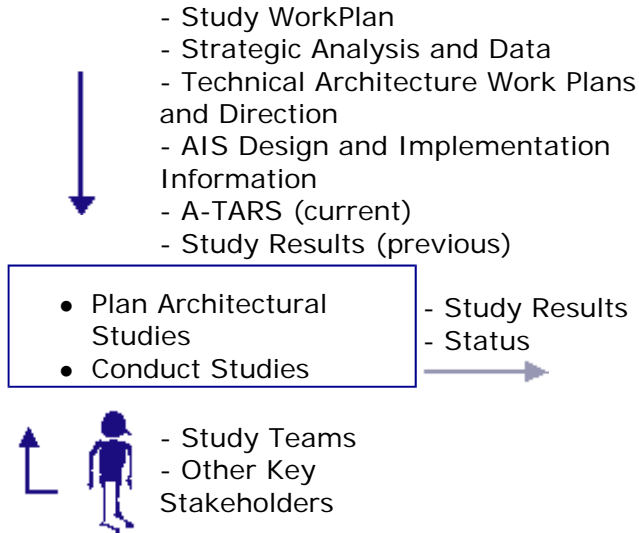 - Study WorkPlan
- Strategic Analysis and Data
- Technical Architecture Work Plans
and Direction
- AIS Design and Implementation
Information
- A-TARS (current)
- Study Results (previous)
• Plan Architectural
Studies
• Conduct Studies
- Study Results
- Status
- Study Teams
- Other Key
Stakeholders